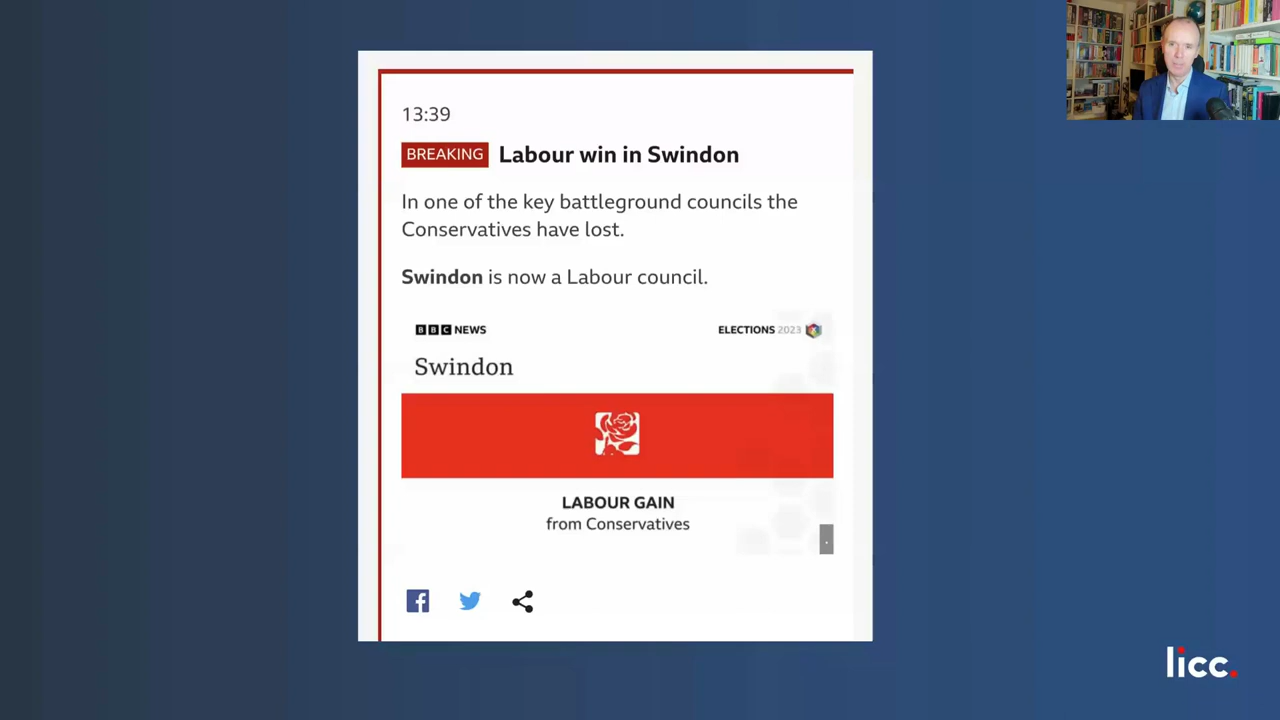 13:39
BREAKING Labour win in Swindon
In one of the key battleground councils the
Conservatives have lost.
Swindon is now a Labour council.
BBC NEWS
ELECTIONS 2023
Swindon
LABOUR GAIN
from Conservatives
licc.